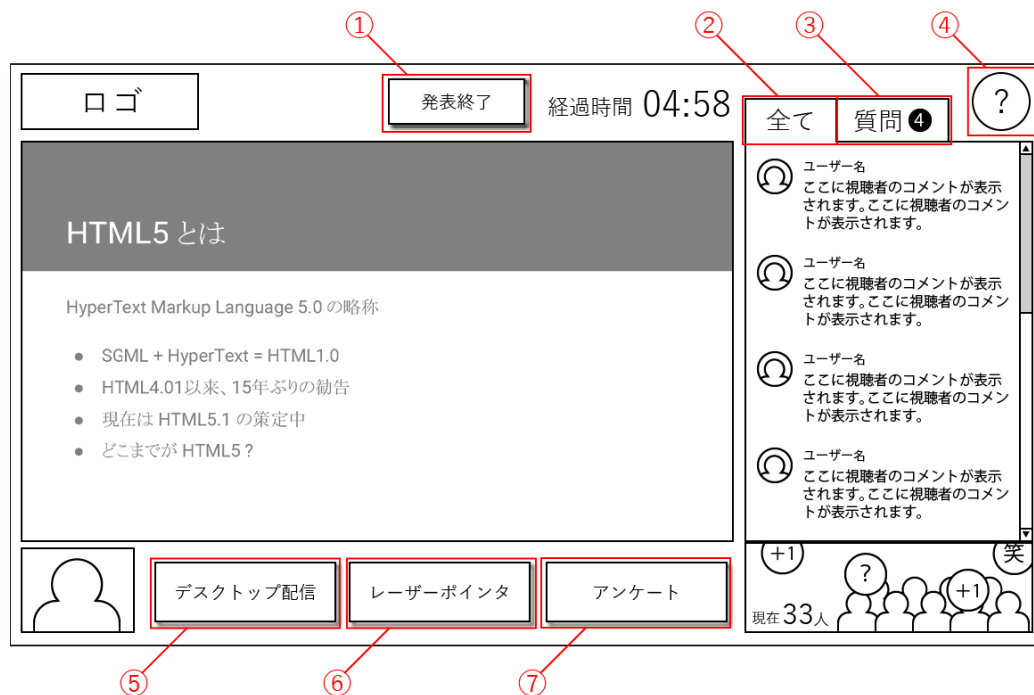 ① ② ③ ④
ロゴ
発表終了
経過時間 04:58
全て
質問 4
?
HTML5 とは
HyperText Markup Language 5.0 の略称
● SGML + HyperText = HTML1.0
● HTML4.01以来、15年ぶりの勧告
● 現在は HTML5.1 の策定中
● どこまでが HTML5 ?
ユーザー名
ここに視聴者のコメントが表示
されます。ここに視聴者のコメン
トが表示されます。
ユーザー名
ここに視聴者のコメントが表示
されます。ここに視聴者のコメン
トが表示されます。
ユーザー名
ここに視聴者のコメントが表示
されます。ここに視聴者のコメン
トが表示されます。
ユーザー名
ここに視聴者のコメントが表示
されます。ここに視聴者のコメン
トが表示されます。
デスクトップ配信
レーザーポインタ
アンケート
+1
?
+1
笑
現在 33人
⑤ ⑥ ⑦